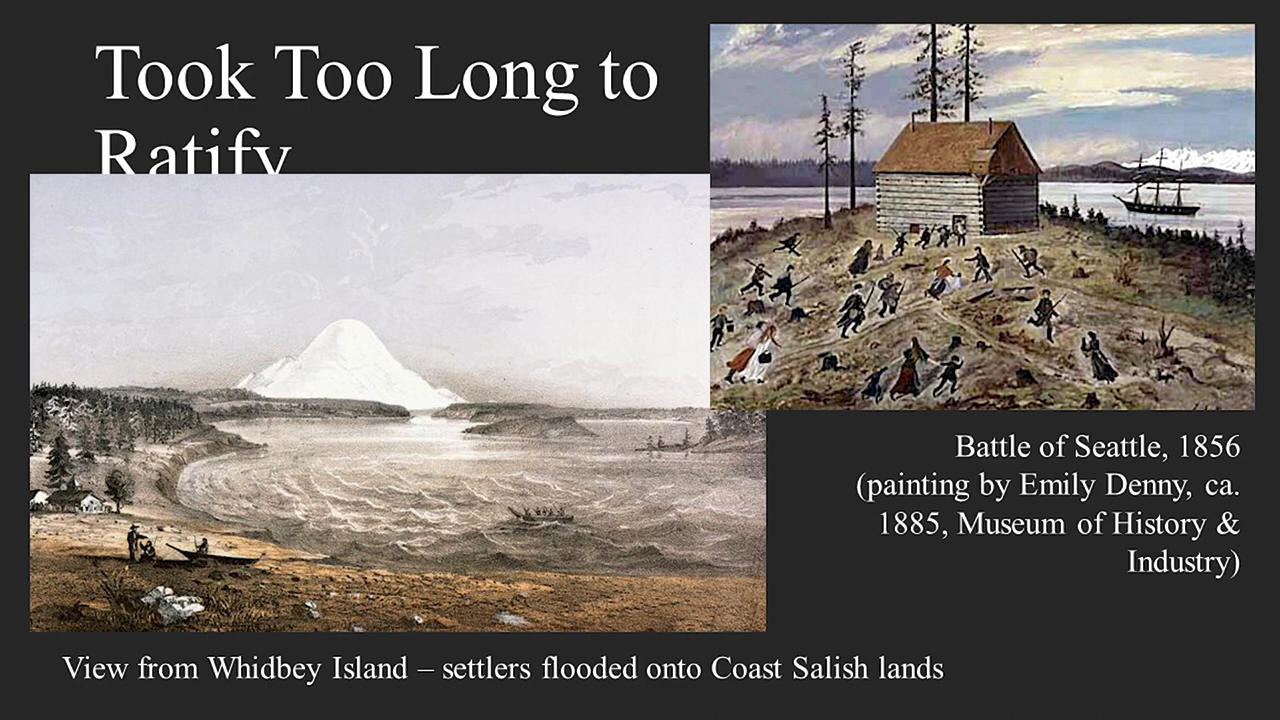 Took Too Long to
Ratify
Battle of Seattle, 1856
(painting by Emily Denny, ca.
1885, Museum of History &
Industry)
View from Whidbey Island – settlers flooded onto Coast Salish lands